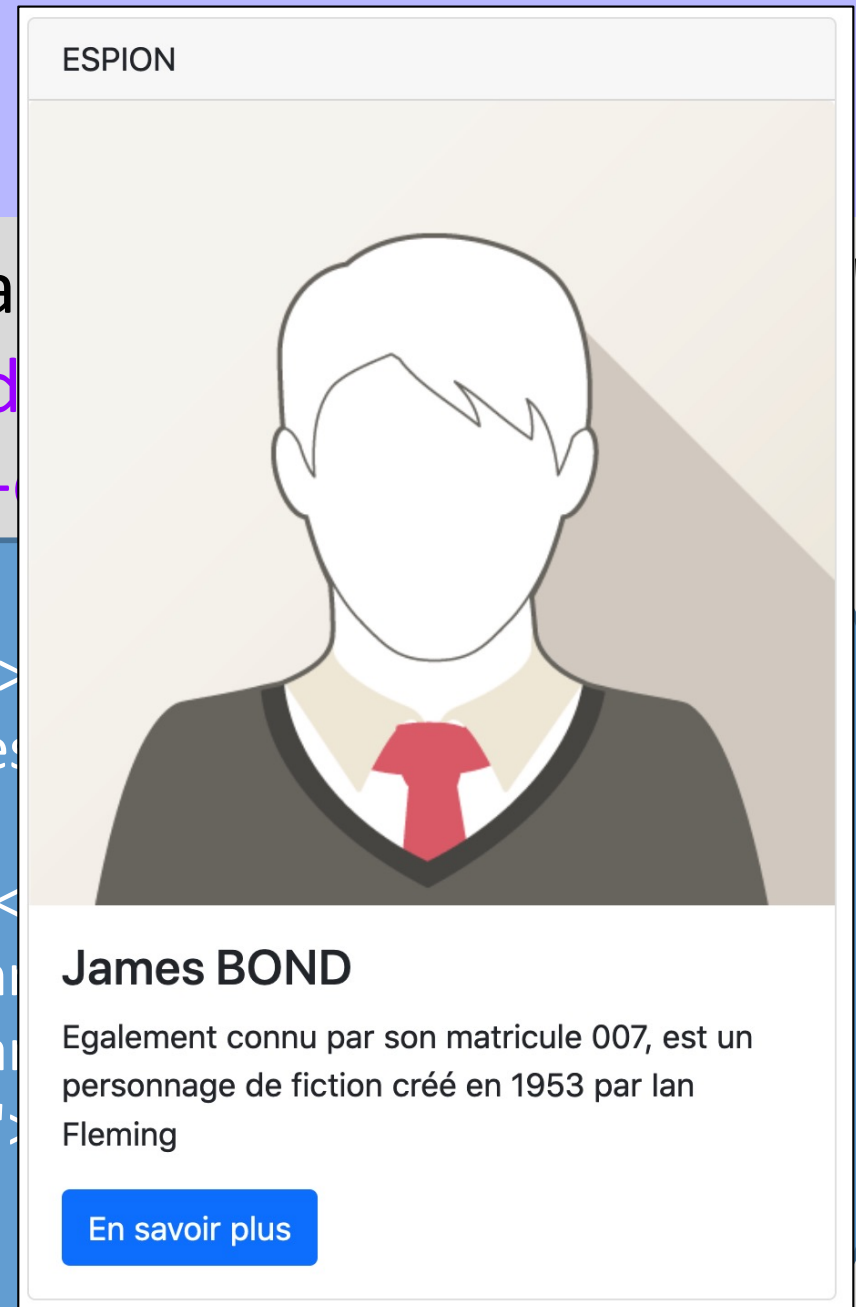 ESPION
James BOND
Egalement connu par son matricule 007, est un
personnage de fiction créé en 1953 par Ian
Fleming
En savoir plus